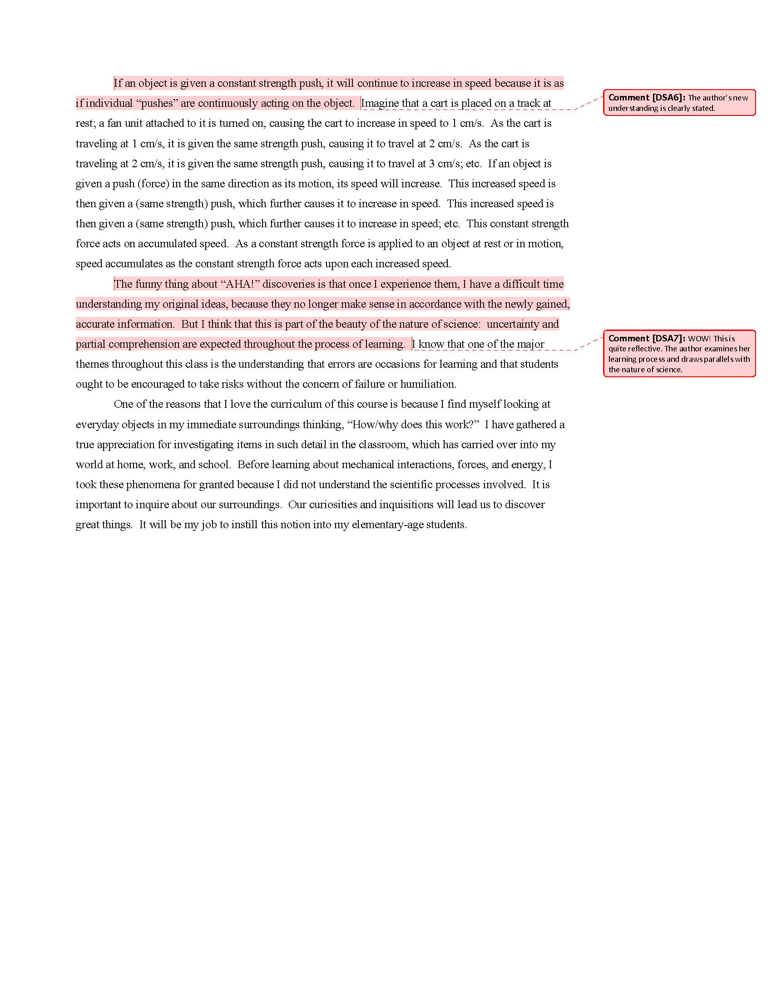 If an object is given a constant strength push, it will continue to increase in speed because it is as
if individual “pushes” are continuously acting on the object.  Imagine that a cart is placed on a track at
rest; a fan unit attached to it is turned on, causing the cart to increase in speed to 1 cm/s.  As the cart is
traveling at 1 cm/s, it is given the same strength push, causing it to travel at 2 cm/s.  As the cart is
traveling at 2 cm/s, it is given the same strength push, causing it to travel at 3 cm/s; etc.  If an object is
given a push (force) in the same direction as its motion, its speed will increase.  This increased speed is
then given a (same strength) push, which further causes it to increase in speed.  This increased speed is
then given a (same strength) push, which further causes it to increase in speed; etc.  This constant strength
force acts on accumulated speed.  As a constant strength force is applied to an object at rest or in motion,
speed accumulates as the constant strength force acts upon each increased speed.
The funny thing about “AHA!” discoveries is that once I experience them, I have a difficult time
understanding my original ideas, because they no longer make sense in accordance with the newly gained,
accurate information.  But I think that this is part of the beauty of the nature of science:  uncertainty and
partial comprehension are expected throughout the process of learning.  I know that one of the major
themes throughout this class is the understanding that errors are occasions for learning and that students
ought to be encouraged to take risks without the concern of failure or humiliation.
One of the reasons that I love the curriculum of this course is because I find myself looking at
everyday objects in my immediate surroundings thinking, “How/why does this work?”  I have gathered a
true appreciation for investigating items in such detail in the classroom, which has carried over into my
world at home, work, and school.  Before learning about mechanical interactions, forces, and energy, I
took these phenomena for granted because I did not understand the scientific processes involved.  It is
important to inquire about our surroundings.  Our curiosities and inquisitions will lead us to discover
great things.  It will be my job to instill this notion into my elementary-age students.
Comment [DSA6]: The author’s new
understanding is clearly stated.
Comment [DSA7]: WOW! This is
quite reflective. The author examines her
learning process and draws parallels with
the nature of science.